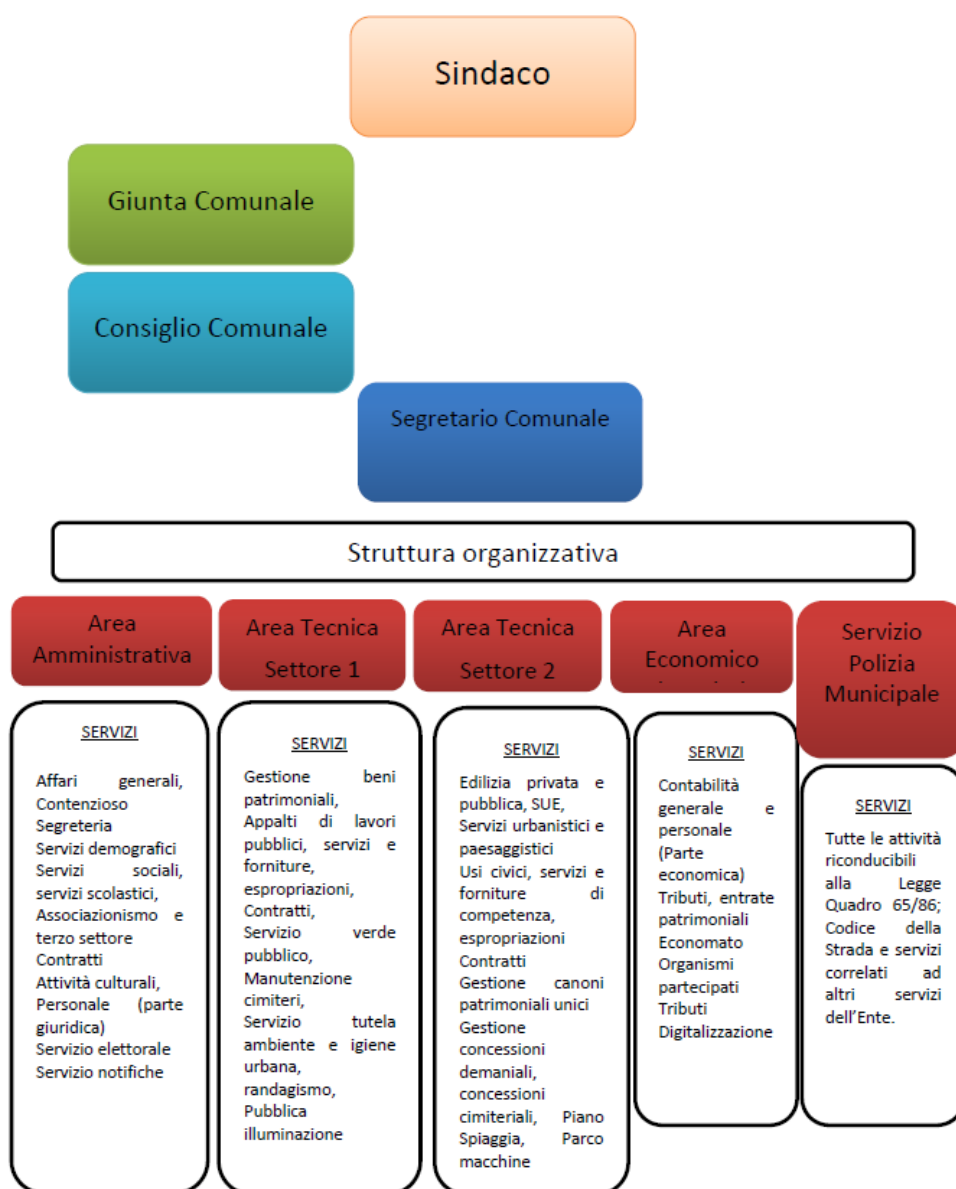 Sindaco
Giunta Comunale
Consiglio Comunale
Segretario Comunale
Struttura organizzativa
Area
Amministrativa
SERVIZI
Affari generali,
Contenzioso
Segreteria
Servizi demografici
Servizi sociali,
servizi scolastici,
Associazionismo e
terzo settore
Contratti
Attività culturali,
Personale (parte
giuridica)
Servizio elettorale
Servizio notifiche
Area Tecnica
Settore 1
SERVIZI
Gestione beni
patrimoniali,
Appalti di lavori
pubblici, servizi e
forniture,
espropriazioni,
Contratti,
Servizio verde
pubblico,
Manutenzione
cimiteri,
Servizio tutela
ambiente e igiene
urbana,
randagismo,
Pubblica
illuminazione
Area Tecnica
Settore 2
SERVIZI
Edilizia privata e
pubblica, SUE,
Servizi urbanistici e
paesaggistici
Usi civici, servizi e
forniture di
competenza,
espropriazioni
Contratti
Gestione canoni
patrimoniali unici
Gestione
concessioni
demaniali,
concessioni
cimiteriali, Piano
Spiaggia, Parco
macchine
Area
Economico
SERVIZI
Contabilità
generale e
personale
(Parte
economica)
Tributi, entrate
patrimoniali
Economato
Organismi
partecipati
Tributi
Digitalizzazione
Servizio
Polizia
Municipale
SERVIZI
Tutte le attività
riconducibili
alla Legge
Quadro 65/86;
Codice della
Strada e servizi
correlati ad
altri servizi
dell'Ente.